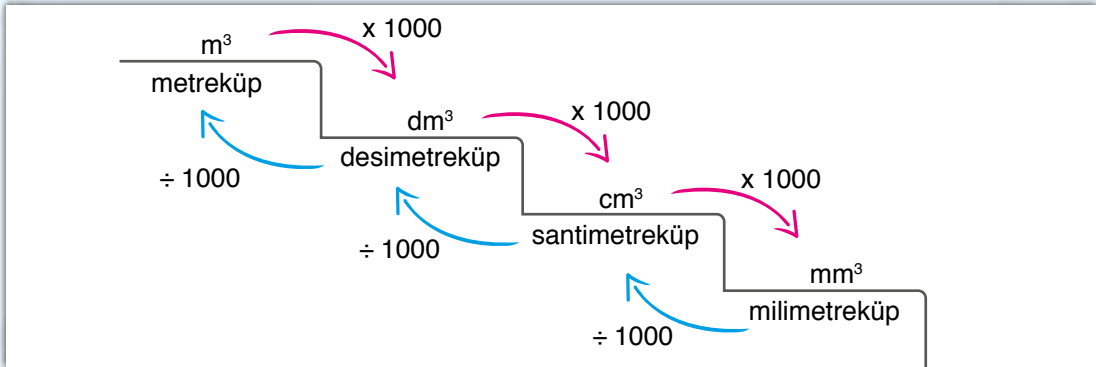 m³
x 1000
metreküp
dm³
x 1000
desimetreküp
÷ 1000
cm³
x 1000
santimetreküp
÷ 1000
mm³
milimetreküp
÷ 1000